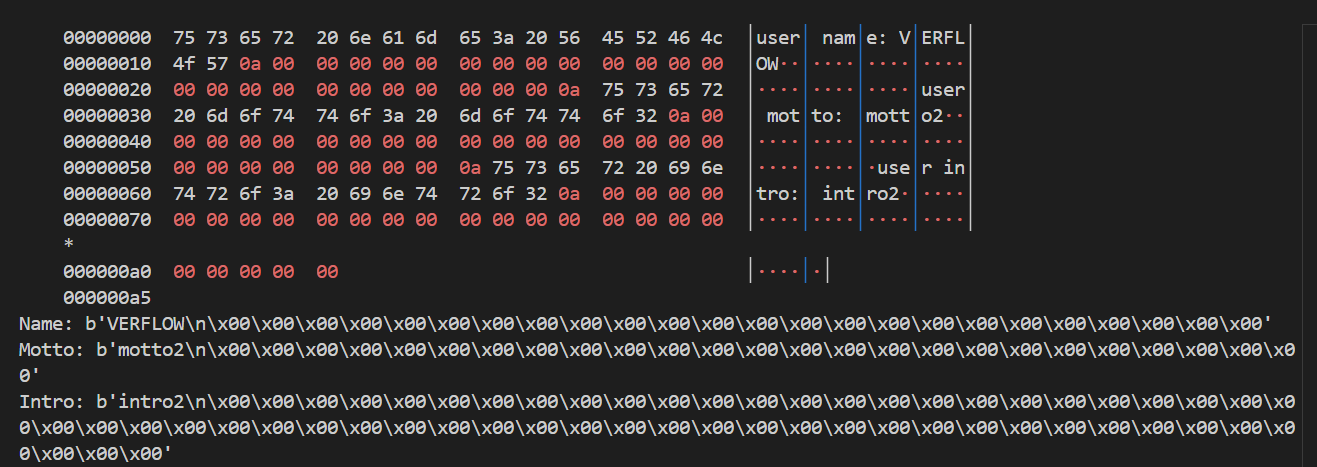 00000000  75 73 65 72  20 6e 61 6d  65 3a 20 56  45 52 46 4c  │user│ nam│e: V│ERFL│
00000010  4f 57 0a 00  00 00 00 00  00 00 00 00  00 00 00 00  │OW··│····│····│····│
00000020  00 00 00 00  00 00 00 00  00 00 00 0a  75 73 65 72  │····│····│····│user│
00000030  20 6d 6f 74  74 6f 3a 20  6d 6f 74 74  6f 32 0a 00  │ mot│to: │mott│o2··│
00000040  00 00 00 00  00 00 00 00  00 00 00 00  00 00 00 00  │····│····│····│····│
00000050  00 00 00 00  00 00 00 00  0a 75 73 65  72 20 69 6e  │····│····│·use│r in│
00000060  74 72 6f 3a  20 69 6e 74  72 6f 32 0a  00 00 00 00  │tro:│ int│ro2·│····│
00000070  00 00 00 00  00 00 00 00  00 00 00 00  00 00 00 00  │····│····│····│····│
*
000000a0  00 00 00 00  00  │····│·│
000000a5
Name: b'VERFLOW\n\x00\x00\x00\x00\x00\x00\x00\x00\x00\x00\x00\x00\x00\x00\x00\x00\x00\x00\x00\x00\x00\x00\x00\x00'
Motto: b'motto2\n\x00\x00\x00\x00\x00\x00\x00\x00\x00\x00\x00\x00\x00\x00\x00\x00\x00\x00\x00\x00\x00\x00\x00\x00\x0
0'
Intro: b'intro2\n\x00\x00\x00\x00\x00\x00\x00\x00\x00\x00\x00\x00\x00\x00\x00\x00\x00\x00\x00\x00\x00\x00\x00\x00\x0
0\x00\x00\x00\x00\x00\x00\x00\x00\x00\x00\x00\x00\x00\x00\x00\x00\x00\x00\x00\x00\x00\x00\x00\x00\x00\x00\x00\x00\x0
0\x00\x00\x00'